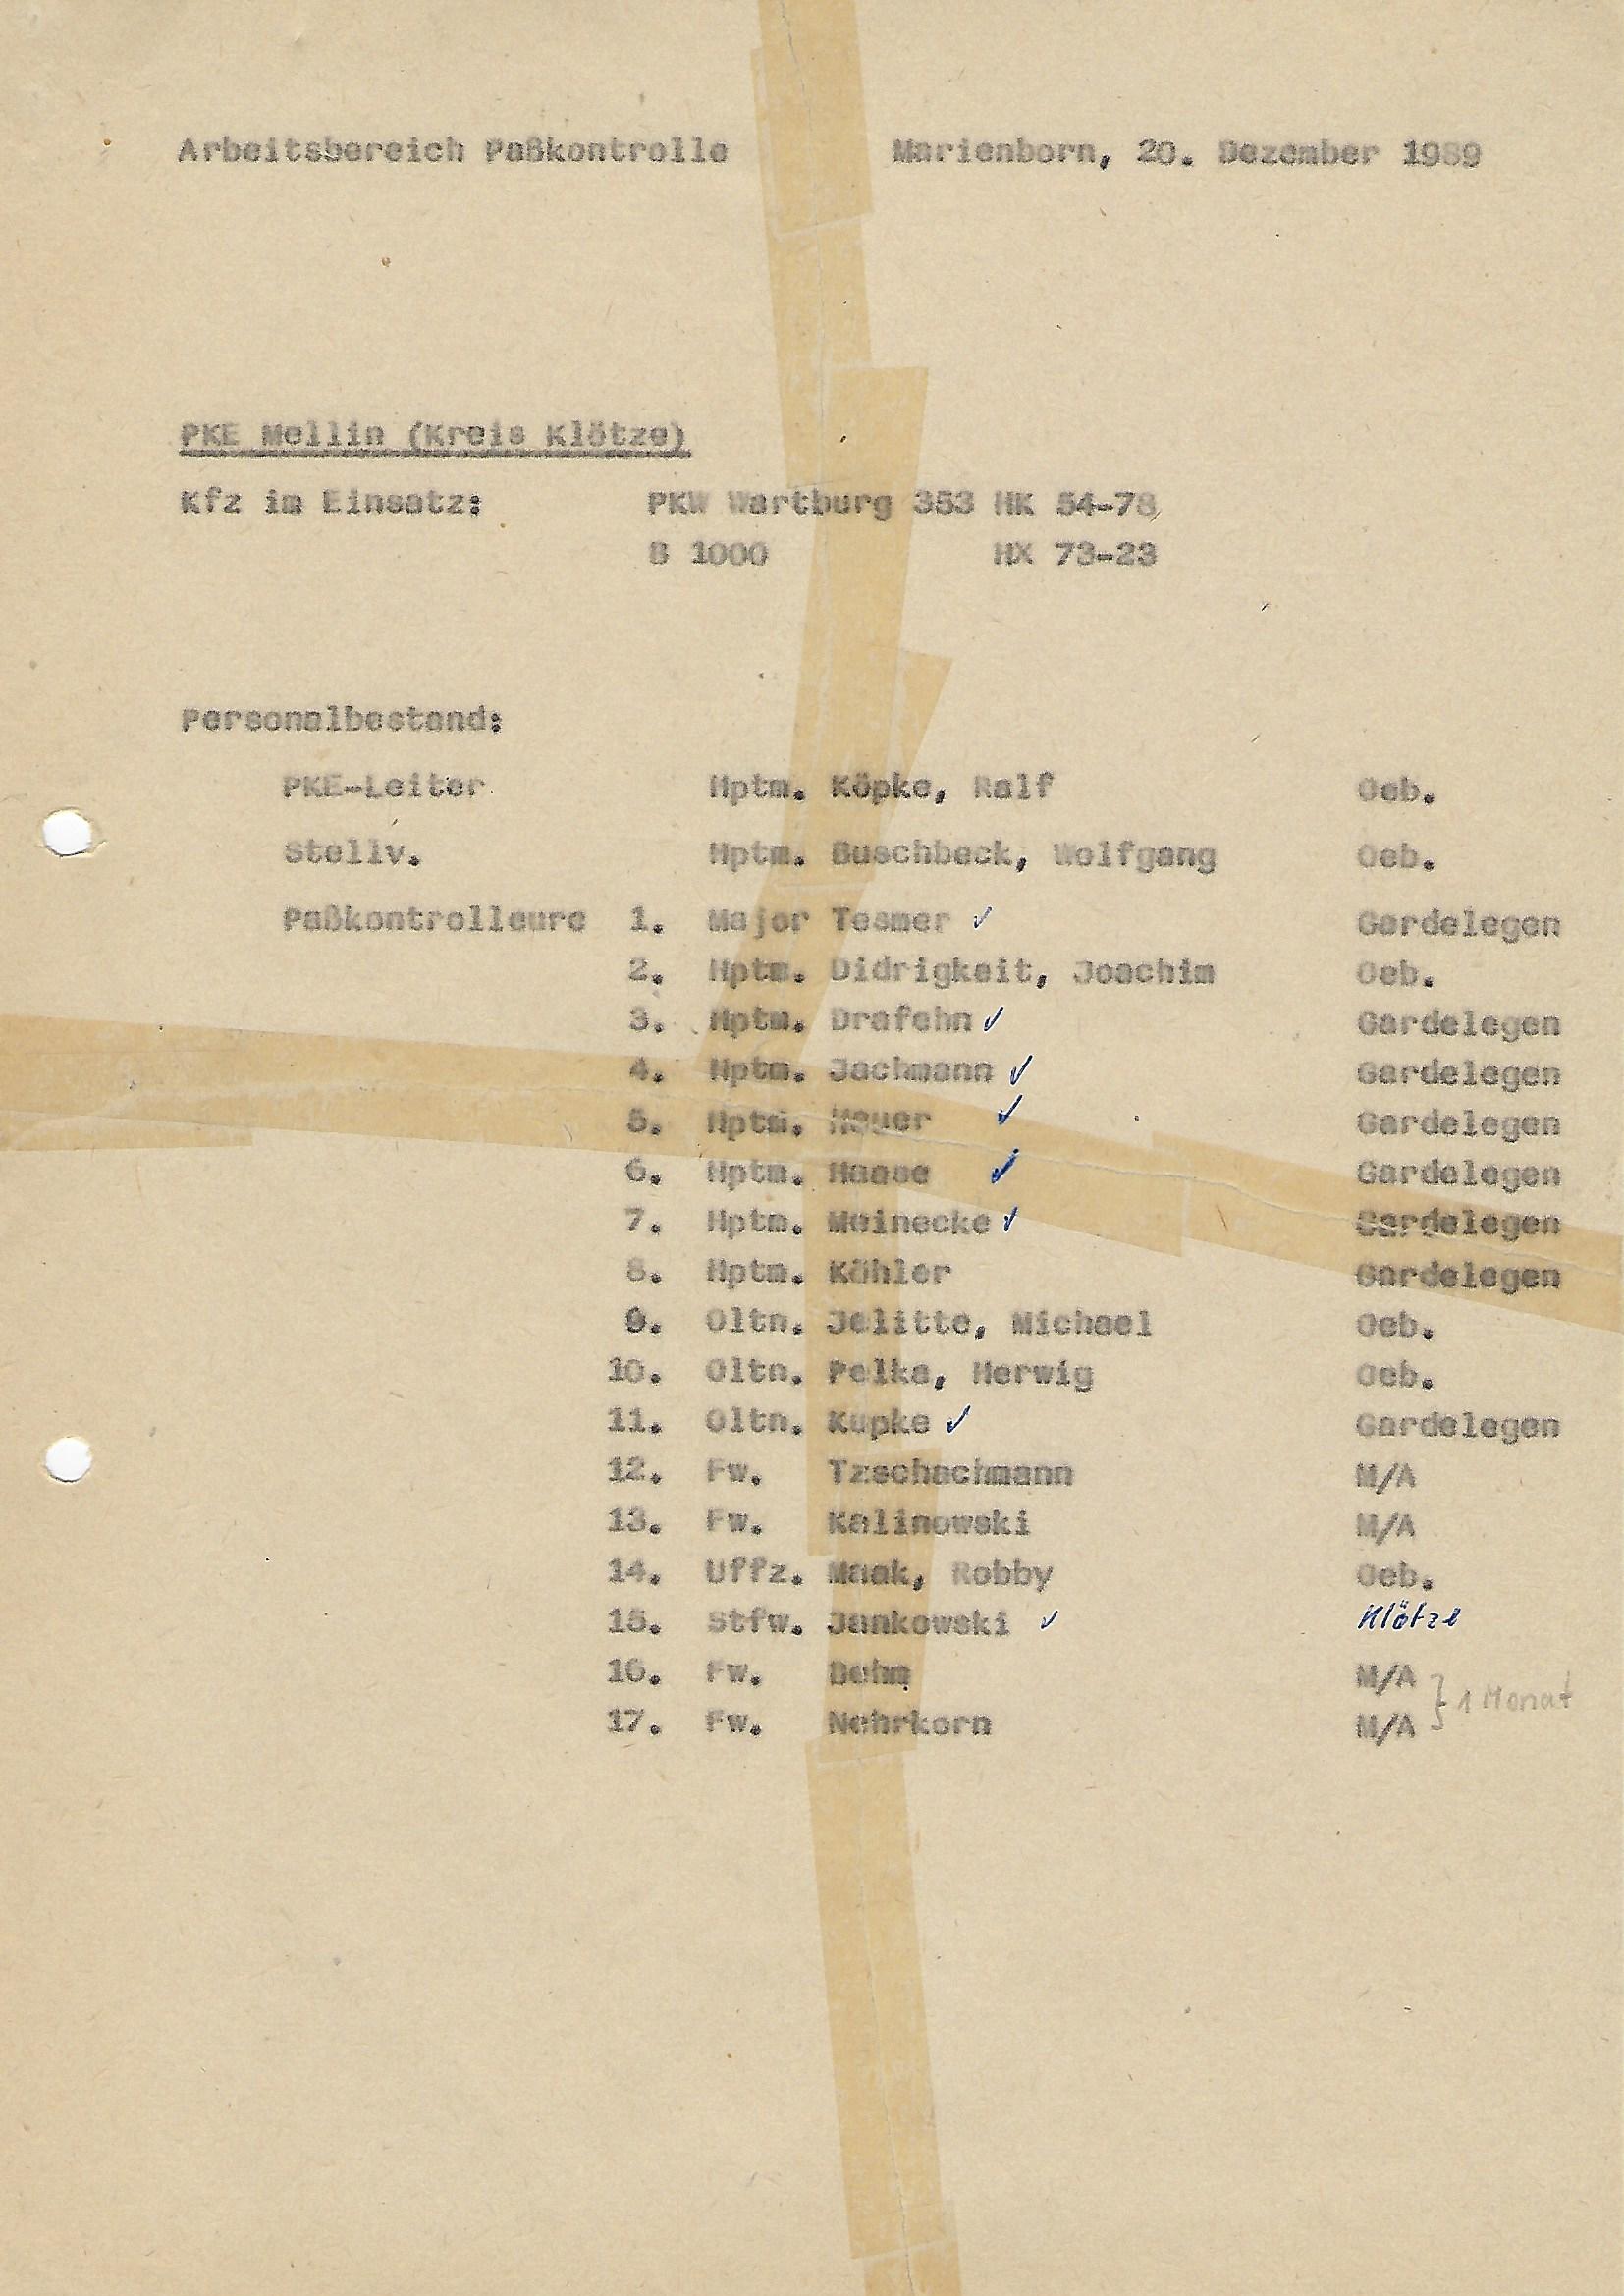 Arbeitsbereich Paßkontrolle Marienborn, 20. Dezember 1989
PKE Mellin (Kreis Klötze)
Kfz im Einsatz: PKW Wartburg 353 HK 54-78
B 1000 HX 73-23
Personalbestand:
PKE-Leiter Hptm. Köpke, Ralf Oeb.
Stellv. Hptm. Buschbeck, Wolfgang Oeb.
Paßkontrolleure 1. Major Tesmer ✓ Gardelegen
2. Hptm. Didrigkeit, Joachim Oeb.
3. Hptm. Drafehn ✓ Gardelegen
4. Hptm. Jachmann ✓ Gardelegen
5. Hptm. ✓ Gardelegen
6. Hptm. Haase ✓ Gardelegen
7. Hptm. Meinecke ✓ Gardelegen
8. Hptm. Köhler Gardelegen
9. Oltn. Jelitte, Michael Oeb.
10. Oltn. Pelka, Herwig Oeb.
11. Oltn. Kupke ✓ Gardelegen
12. Fw. Tzschachmann M/A
13. Fw. Kalinowski M/A
14. Uffz. Maak, Robby Oeb.
15. Stfw. Jankowski ✓ Klötze
16. Fw. Dehm M/A
} 1 Monat
17. Fw. Nehrkorn M/A